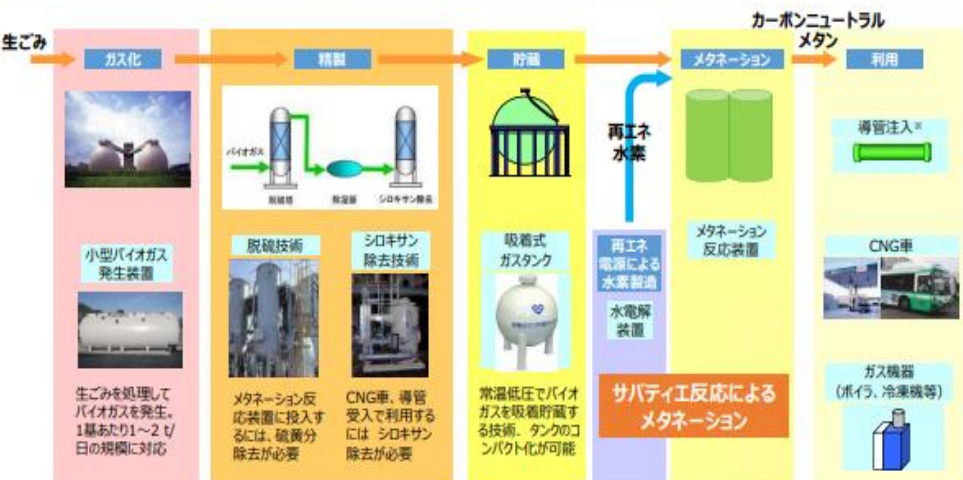 生ごみ
ガス化
精製
貯蔵
メタネーション
カーボンニュートラル
メタン
利用
バイオガス
脱硫塔
除湿器
シロキサン除去
再エネ
水素
導管注入※
小型バイオガス
発生装置
脱硫技術
シロキサン
除去技術
吸着式
ガスタンク
再エネ
電源による
水素製造
水電解
装置
メタネーション
反応装置
CNG車
生ごみを処理して
バイオガスを発生。
1基あたり1～2 t/
日の規模に対応
メタネーション反
応装置に投入す
るには、硫黄分
除去が必要
CNG車、導管
受入で利用する
には シロキサン
除去が必要
常温低圧でバイオ
ガスを吸着貯蔵す
る技術、タンクのコ
ンパクト化が可能
サバティエ反応による
メタネーション
ガス機器
(ボイラ、冷凍機等)